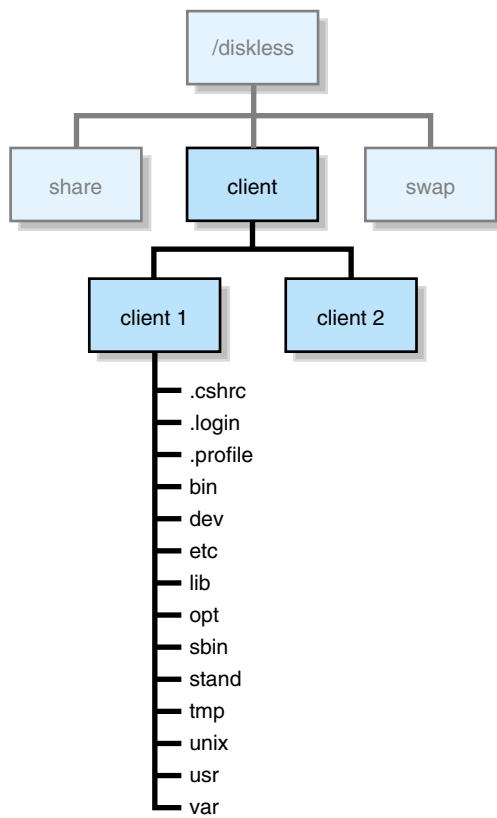 /diskless
share
client
swap
client 1
client 2
.cshrc
.login
.profile
bin
dev
etc
lib
opt
sbin
stand
tmp
unix
usr
var